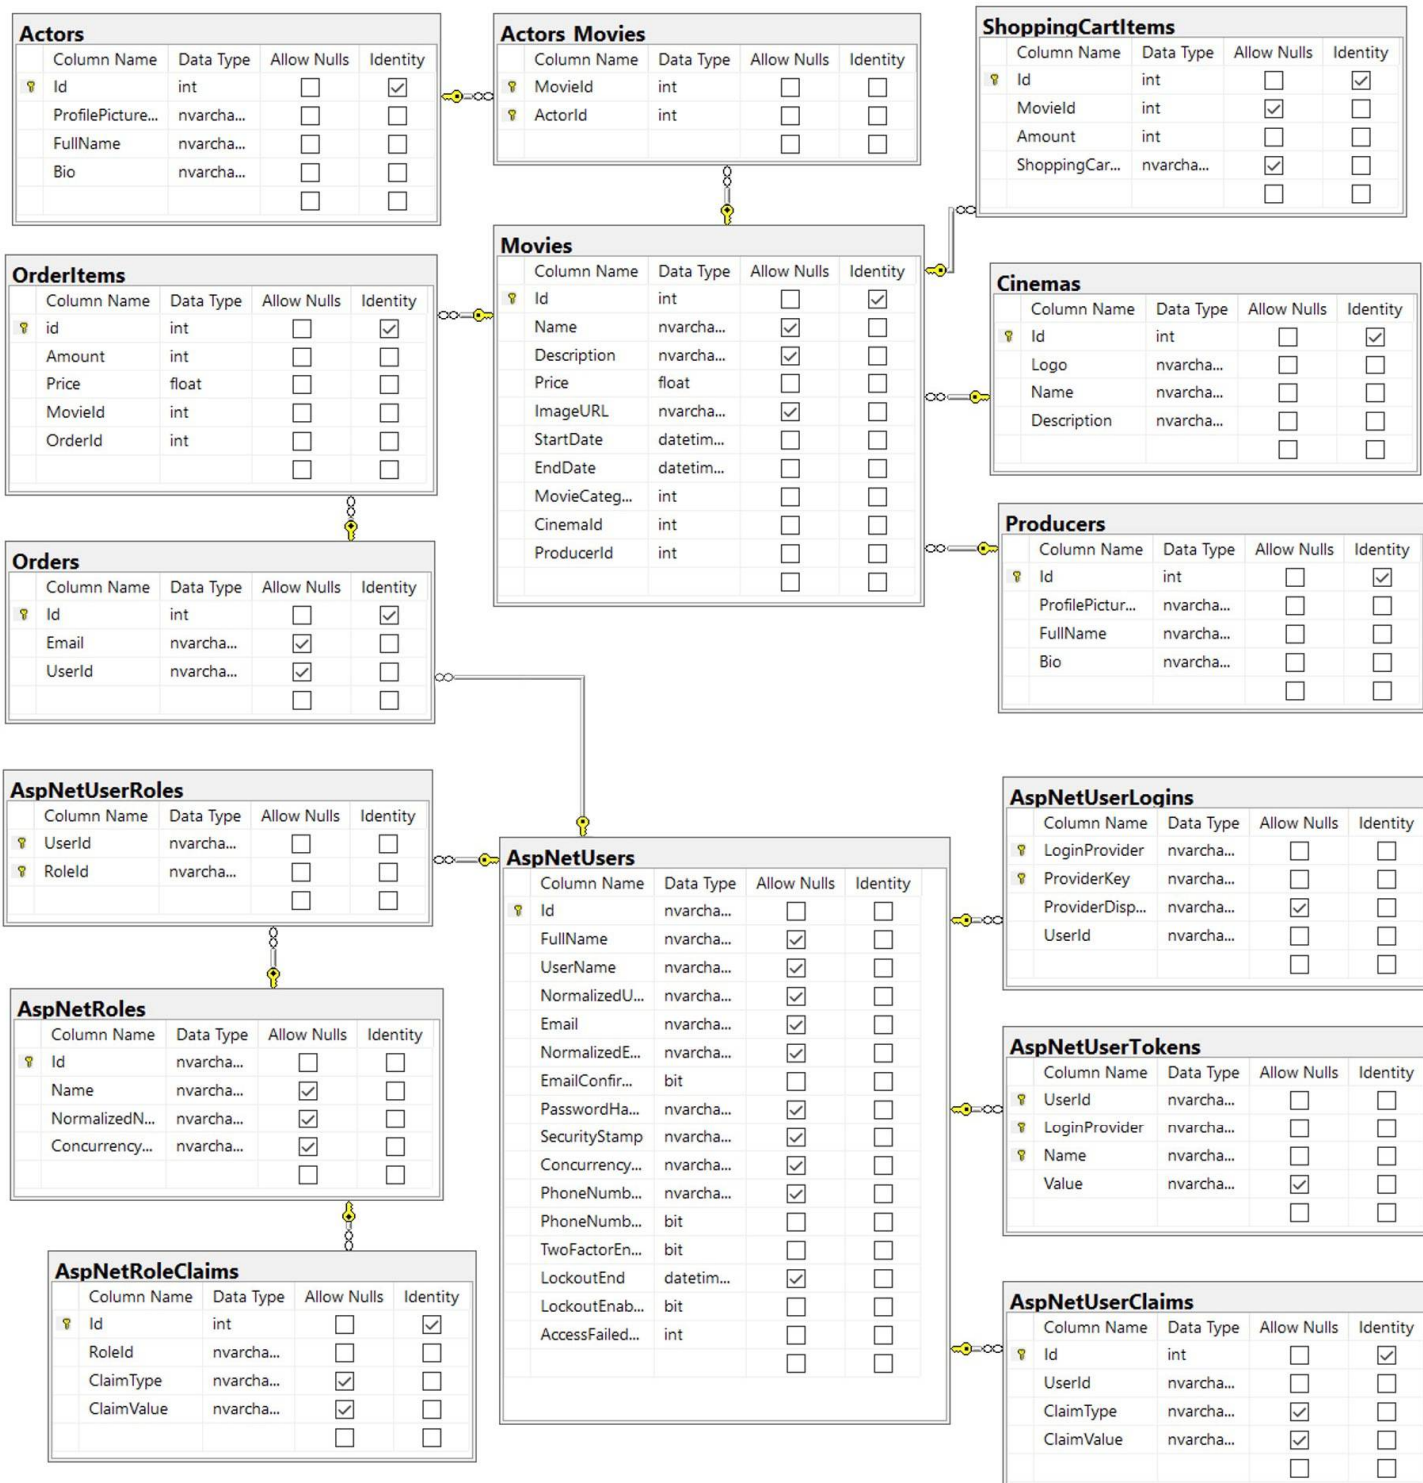 Actors
Column Name Data Type Allow Nulls Identity
Id int
ProfilePicture... nvarcha...
FullName nvarcha...
Bio nvarcha...
Actors_Movies
Column Name Data Type Allow Nulls Identity
MovieId int
ActorId int
ShoppingCartItems
Column Name Data Type Allow Nulls Identity
Id int
MovieId int
Amount int
ShoppingCar... nvarcha...
OrderItems
Column Name Data Type Allow Nulls Identity
id int
Amount int
Price float
MovieId int
OrderId int
Movies
Column Name Data Type Allow Nulls Identity
Id int
Name nvarcha...
Description nvarcha...
Price float
ImageURL nvarcha...
StartDate datetim...
EndDate datetim...
MovieCateg... int
CinemaId int
ProducerId int
Cinemas
Column Name Data Type Allow Nulls Identity
Id int
Logo nvarcha...
Name nvarcha...
Description nvarcha...
Producers
Column Name Data Type Allow Nulls Identity
Id int
ProfilePictur... nvarcha...
FullName nvarcha...
Bio nvarcha...
Orders
Column Name Data Type Allow Nulls Identity
Id int
Email nvarcha...
UserId nvarcha...
AspNetUserRoles
Column Name Data Type Allow Nulls Identity
UserId nvarcha...
RoleId nvarcha...
AspNetUsers
Column Name Data Type Allow Nulls Identity
Id nvarcha...
FullName nvarcha...
UserName nvarcha...
NormalizedU... nvarcha...
Email nvarcha...
NormalizedE... nvarcha...
EmailConfir... bit
PasswordHa... nvarcha...
SecurityStamp nvarcha...
Concurrency... nvarcha...
PhoneNumb... nvarcha...
PhoneNumb... bit
TwoFactorEn... bit
LockoutEnd datetim...
LockoutEnab... bit
AccessFailed... int
AspNetUserLogins
Column Name Data Type Allow Nulls Identity
LoginProvider nvarcha...
ProviderKey nvarcha...
ProviderDisp... nvarcha...
UserId nvarcha...
AspNetRoles
Column Name Data Type Allow Nulls Identity
Id nvarcha...
Name nvarcha...
NormalizedN... nvarcha...
Concurrency... nvarcha...
AspNetUserTokens
Column Name Data Type Allow Nulls Identity
UserId nvarcha...
LoginProvider nvarcha...
Name nvarcha...
Value nvarcha...
AspNetRoleClaims
Column Name Data Type Allow Nulls Identity
Id int
RoleId nvarcha...
ClaimType nvarcha...
ClaimValue nvarcha...
AspNetUserClaims
Column Name Data Type Allow Nulls Identity
Id int
UserId nvarcha...
ClaimType nvarcha...
ClaimValue nvarcha...